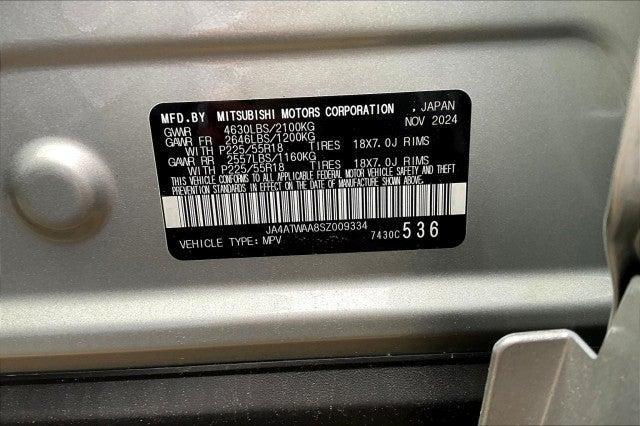 MFD.BY MITSUBISHI MOTORS CORPORATION , JAPAN
GVWR 4630LBS/2100KG NOV 2024
GAWR FR 2646LBS/1200KG
WITH P225/55R18 18X7.0J RIMS
GAWR RR 2557LBS/1160KG
WITH P225/55R18 18X7.0J RIMS
THIS VEHICLE CONFORMS TO ALL APPLICABLE FEDERAL MOTOR VEHICLE SAFETY AND THEFT
PREVENTION STANDARDS IN EFFECT ON THE DATE OF MANUFACTURE SHOWN ABOVE.
JA4ATWAA8SZ009334
VEHICLE TYPE:MPV 7430C 536